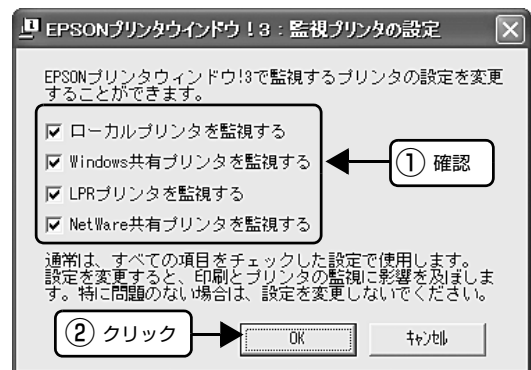 EPSONプリンタウインドウ!3:監視プリンタの設定
EPSONプリンタウィンドウ!3で監視するプリンタの設定を変更
することができます。
ローカルプリンタを監視する
Windows共有プリンタを監視する
① 確認
LPRプリンタを監視する
NetWare共有プリンタを監視する
通常は、すべての項目をチェックした設定で使用します。
設定を変更すると、印刷とプリンタの監視に影響を及ぼしま
す。特に問題のない場合は、設定を変更しないでください。
② クリック
OK
キャンセル